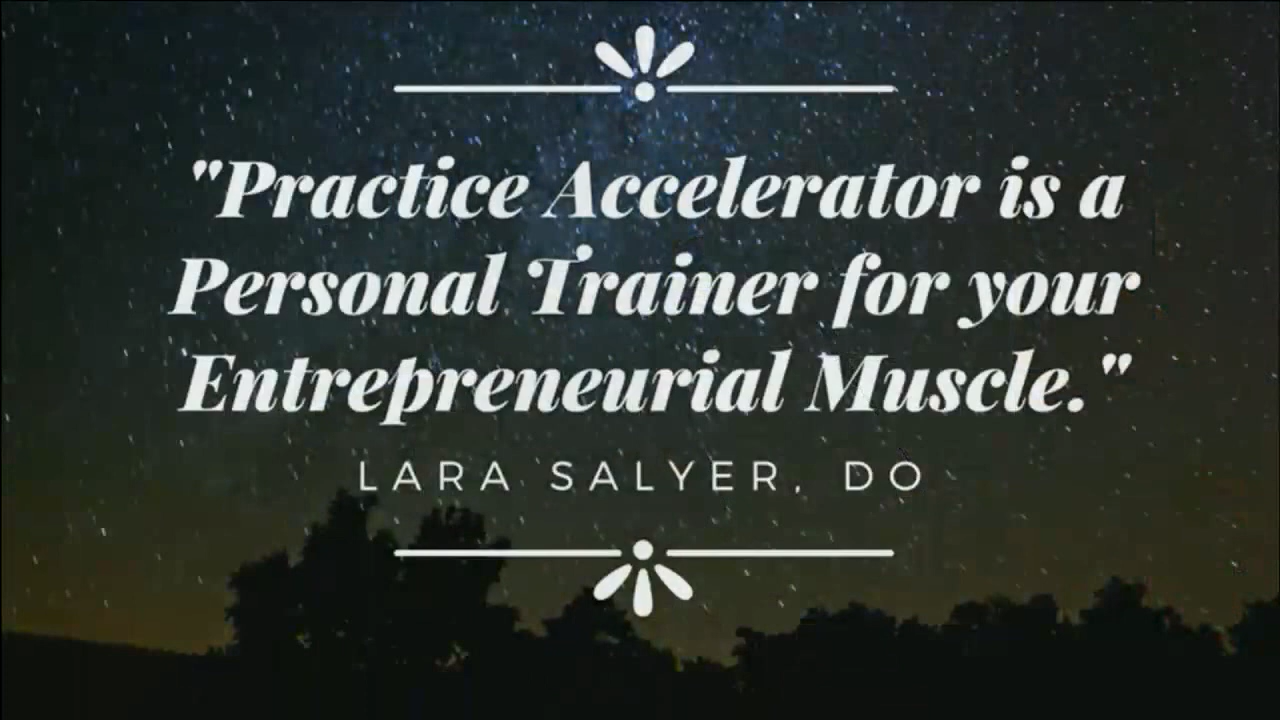 "Practice Accelerator is a
Personal Trainer for your
Entrepreneurial Muscle."
LARA SALYER, DO